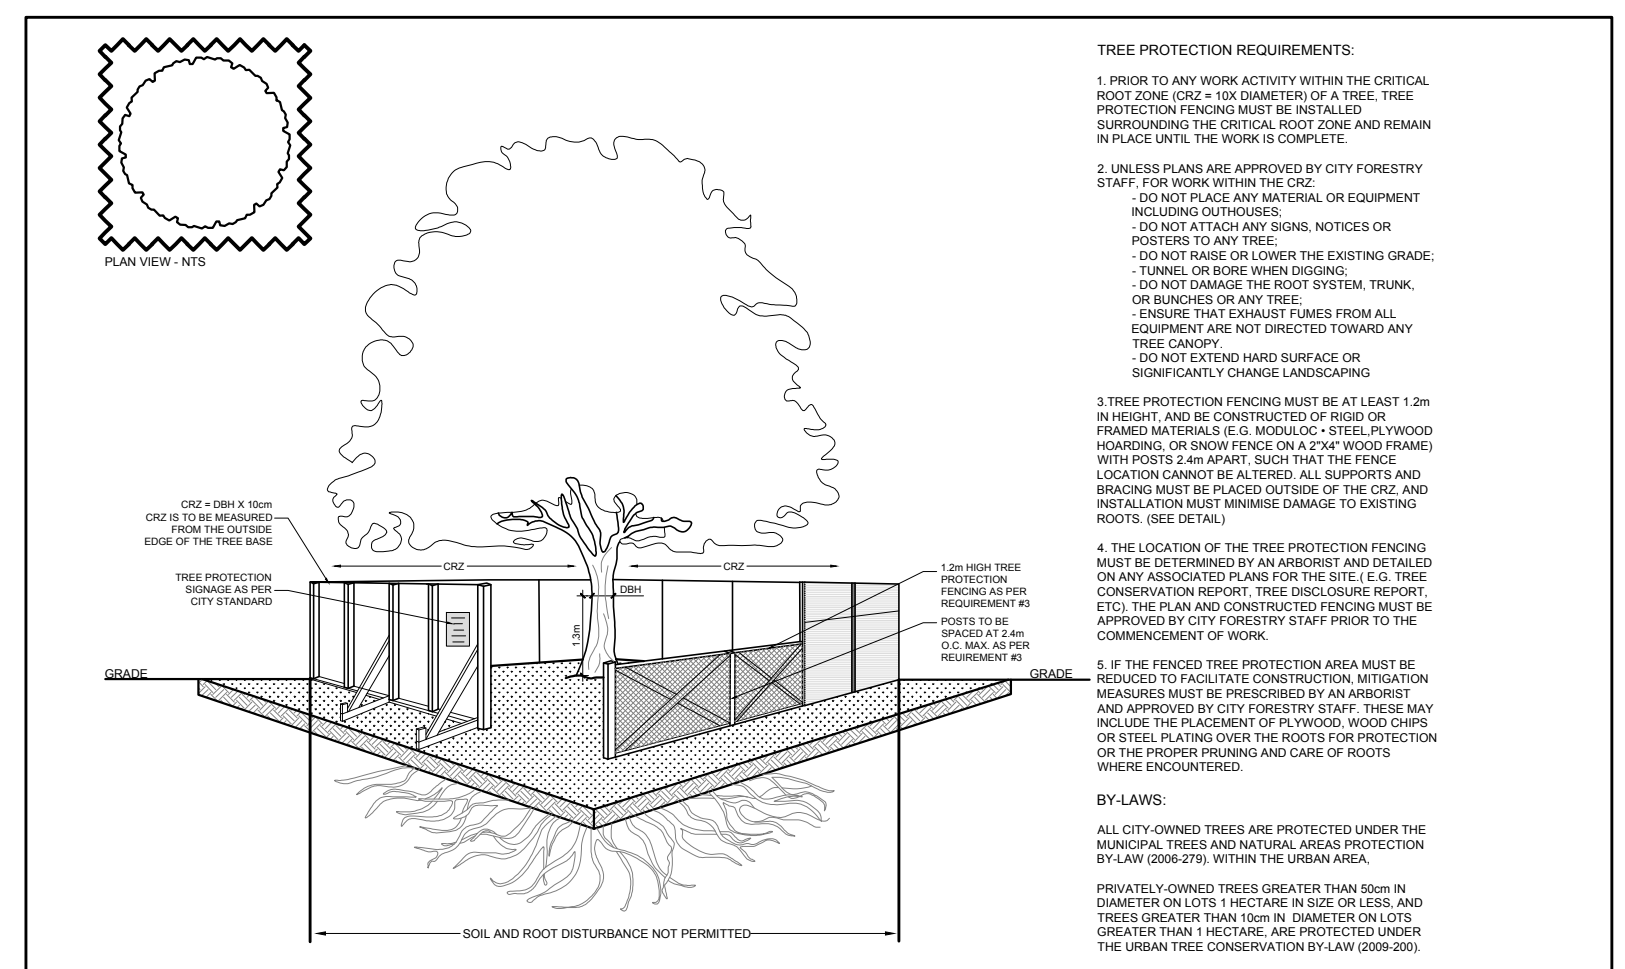 PLAN VIEW - NTS
CRZ = DBH X 10cm
CRZ IS TO BE MEASURED
FROM THE OUTSIDE
EDGE OF THE TREE BASE
TREE PROTECTION
SIGNAGE AS PER
CITY STANDARD
CRZ
CRZ
DBH
1.3m
1.2m HIGH TREE
PROTECTION
FENCING AS PER
REQUIREMENT #3
POSTS TO BE
SPACED AT 2.4m
O.C. MAX. AS PER
REUIREMENT #3
GRADE
GRADE
SOIL AND ROOT DISTURBANCE NOT PERMITTED
TREE PROTECTION REQUIREMENTS:
1. PRIOR TO ANY WORK ACTIVITY WITHIN THE CRITICAL
ROOT ZONE (CRZ = 10X DIAMETER) OF A TREE, TREE
PROTECTION FENCING MUST BE INSTALLED
SURROUNDING THE CRITICAL ROOT ZONE AND REMAIN
IN PLACE UNTIL THE WORK IS COMPLETE.
2. UNLESS PLANS ARE APPROVED BY CITY FORESTRY
STAFF, FOR WORK WITHIN THE CRZ:
- DO NOT PLACE ANY MATERIAL OR EQUIPMENT
INCLUDING OUTHOUSES;
- DO NOT ATTACH ANY SIGNS, NOTICES OR
POSTERS TO ANY TREE;
- DO NOT RAISE OR LOWER THE EXISTING GRADE;
- TUNNEL OR BORE WHEN DIGGING;
- DO NOT DAMAGE THE ROOT SYSTEM, TRUNK,
OR BUNCHES OR ANY TREE;
- ENSURE THAT EXHAUST FUMES FROM ALL
EQUIPMENT ARE NOT DIRECTED TOWARD ANY
TREE CANOPY.
- DO NOT EXTEND HARD SURFACE OR
SIGNIFICANTLY CHANGE LANDSCAPING
3.TREE PROTECTION FENCING MUST BE AT LEAST 1.2m
IN HEIGHT, AND BE CONSTRUCTED OF RIGID OR
FRAMED MATERIALS (E.G. MODULOC • STEEL,PLYWOOD
HOARDING, OR SNOW FENCE ON A 2"X4" WOOD FRAME)
WITH POSTS 2.4m APART, SUCH THAT THE FENCE
LOCATION CANNOT BE ALTERED. ALL SUPPORTS AND
BRACING MUST BE PLACED OUTSIDE OF THE CRZ, AND
INSTALLATION MUST MINIMISE DAMAGE TO EXISTING
ROOTS. (SEE DETAIL)
4. THE LOCATION OF THE TREE PROTECTION FENCING
MUST BE DETERMINED BY AN ARBORIST AND DETAILED
ON ANY ASSOCIATED PLANS FOR THE SITE.( E.G. TREE
CONSERVATION REPORT, TREE DISCLOSURE REPORT,
ETC). THE PLAN AND CONSTRUCTED FENCING MUST BE
APPROVED BY CITY FORESTRY STAFF PRIOR TO THE
COMMENCEMENT OF WORK.
5. IF THE FENCED TREE PROTECTION AREA MUST BE
REDUCED TO FACILITATE CONSTRUCTION, MITIGATION
MEASURES MUST BE PRESCRIBED BY AN ARBORIST
AND APPROVED BY CITY FORESTRY STAFF. THESE MAY
INCLUDE THE PLACEMENT OF PLYWOOD, WOOD CHIPS
OR STEEL PLATING OVER THE ROOTS FOR PROTECTION
OR THE PROPER PRUNING AND CARE OF ROOTS
WHERE ENCOUNTERED.
BY-LAWS:
ALL CITY-OWNED TREES ARE PROTECTED UNDER THE
MUNICIPAL TREES AND NATURAL AREAS PROTECTION
BY-LAW (2006-279). WITHIN THE URBAN AREA,
PRIVATELY-OWNED TREES GREATER THAN 50cm IN
DIAMETER ON LOTS 1 HECTARE IN SIZE OR LESS, AND
TREES GREATER THAN 10cm IN DIAMETER ON LOTS
GREATER THAN 1 HECTARE, ARE PROTECTED UNDER
THE URBAN TREE CONSERVATION BY-LAW (2009-200).